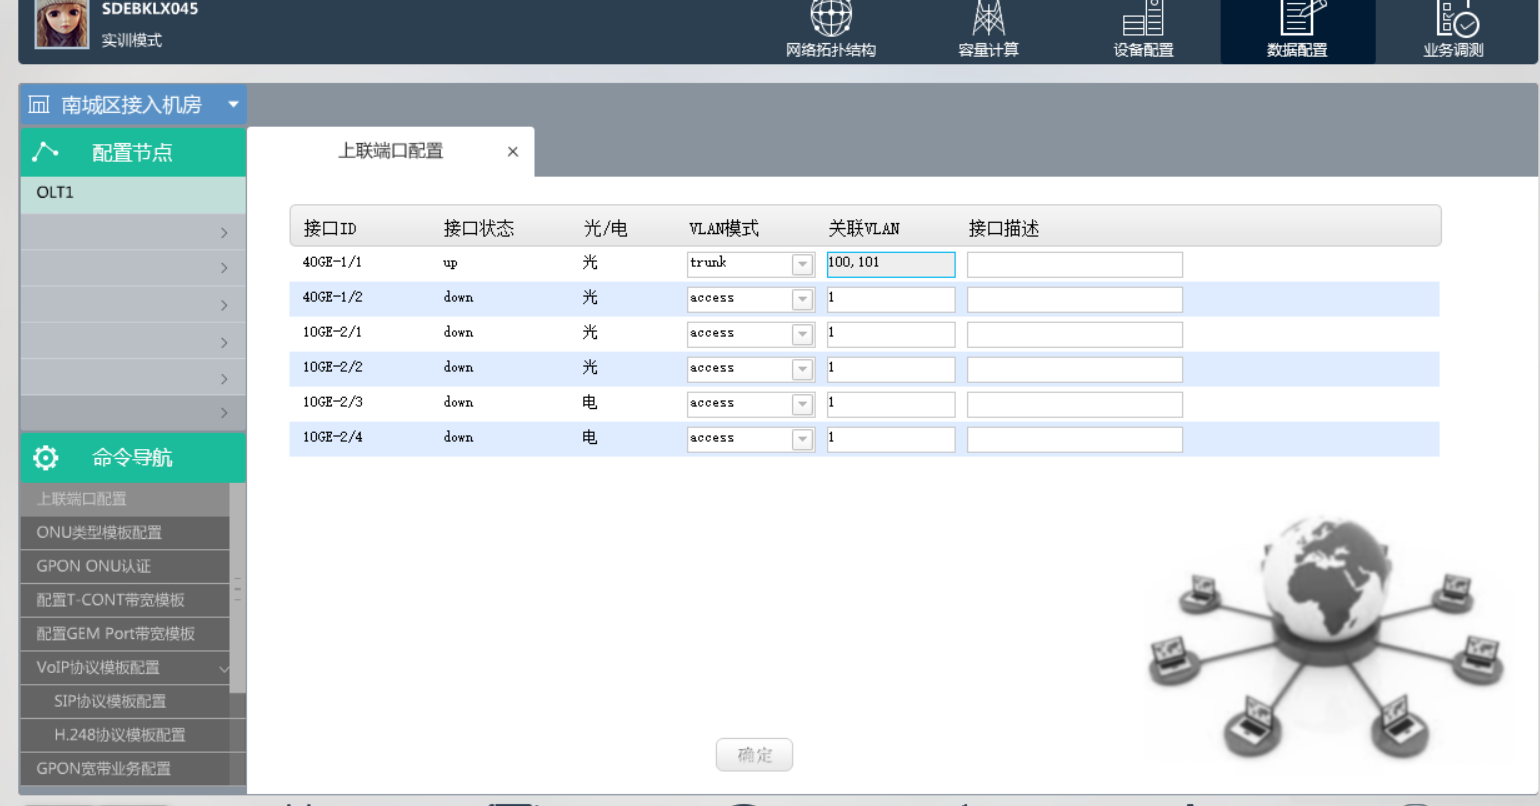 SDEBKLX045
实训模式
网络拓扑结构 容量计算 设备配置 数据配置 业务调测
南城区接入机房
配置节点
上联端口配置 ×
OLT1
接口ID 接口状态 光/电 VLAN模式 关联VLAN 接口描述
40GE-1/1 up 光 trunk 100,101
40GE-1/2 down 光 access 1
10GE-2/1 down 光 access 1
10GE-2/2 down 光 access 1
10GE-2/3 down 电 access 1
10GE-2/4 down 电 access 1
命令导航
上联端口配置
ONU类型模板配置
GPON ONU认证
配置T-CONT带宽模板
配置GEM Port带宽模板
VoIP协议模板配置
SIP协议模板配置
H.248协议模板配置
GPON宽带业务配置
确定